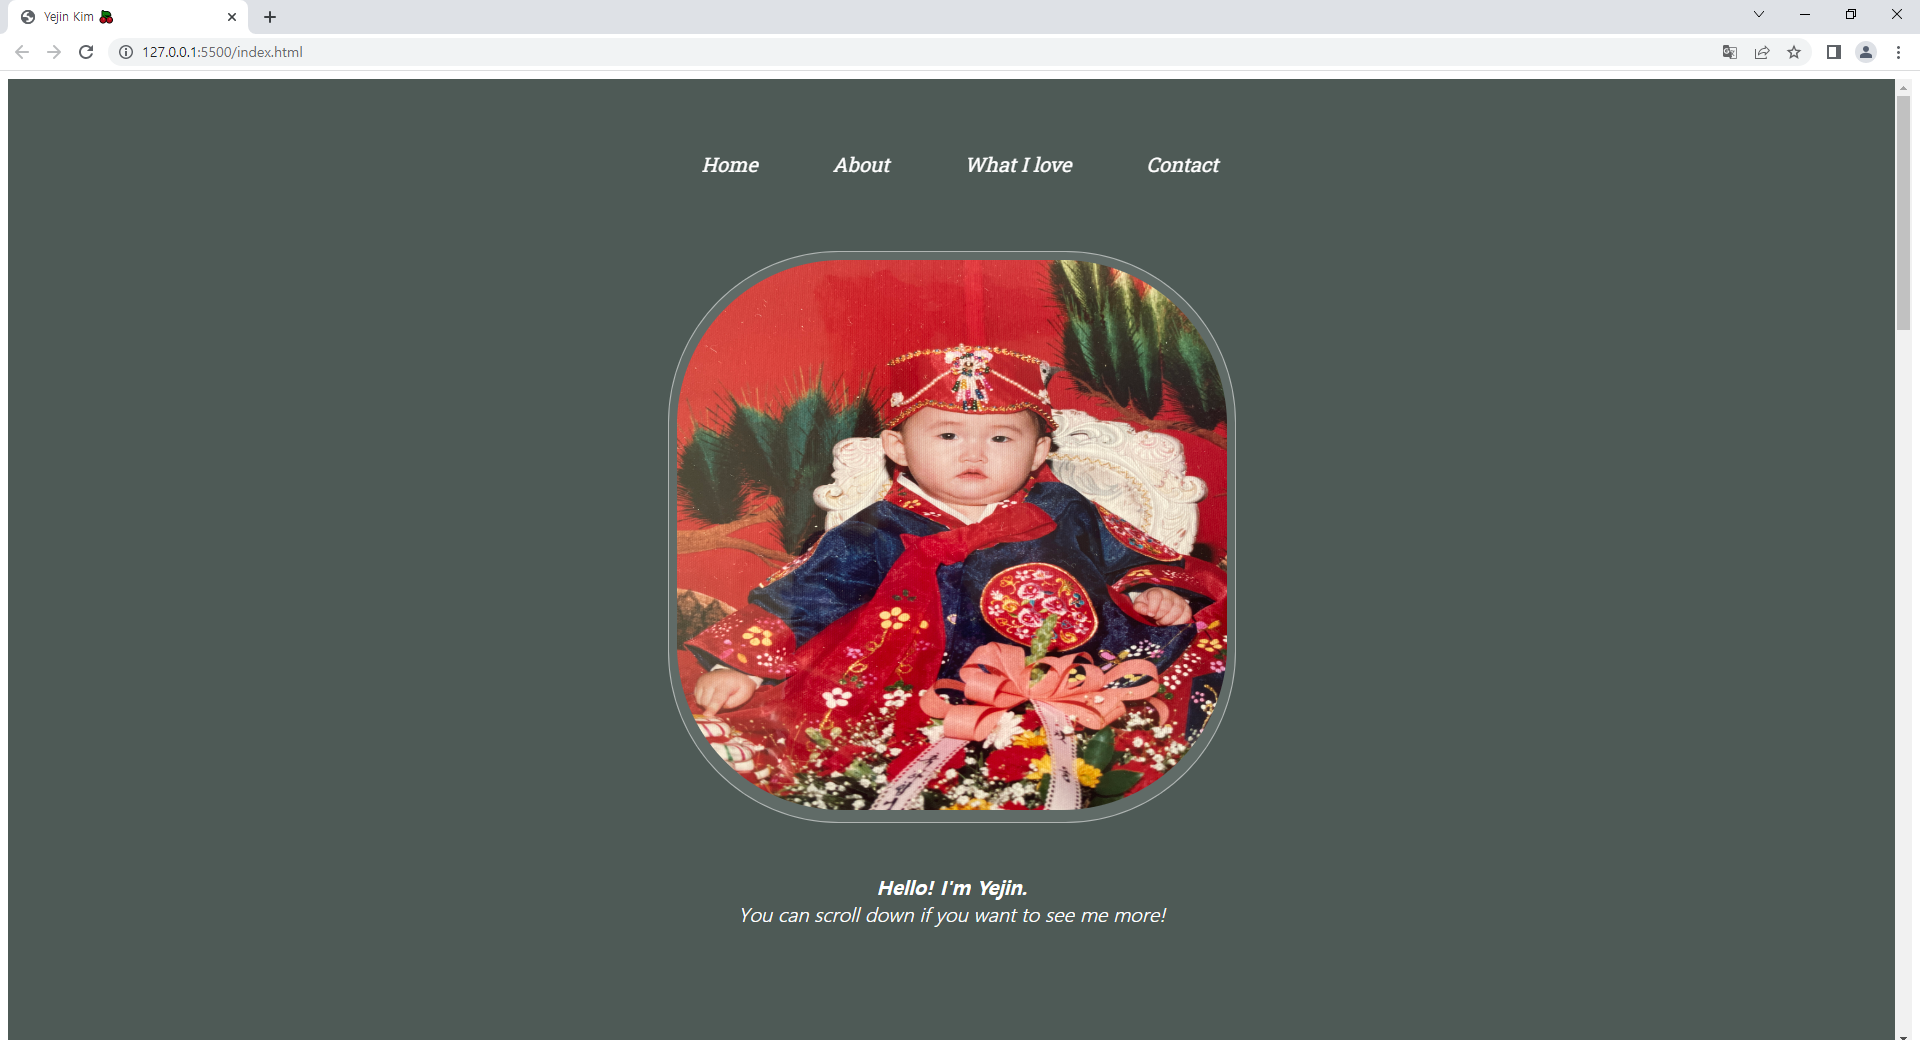 Yejin Kim 🍒
127.0.0.1:5500/index.html
Home About What I love Contact
Hello! I'm Yejin.
You can scroll down if you want to see me more!